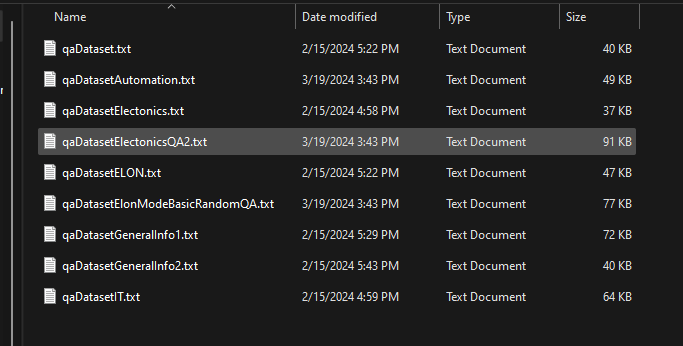 Name Date modified Type Size
qaDataset.txt 2/15/2024 5:22 PM Text Document 40 KB
qaDatasetAutomation.txt 3/19/2024 3:43 PM Text Document 49 KB
qaDatasetElectonics.txt 2/15/2024 4:58 PM Text Document 37 KB
qaDatasetElectonicsQA2.txt 3/19/2024 3:43 PM Text Document 91 KB
qaDatasetELON.txt 2/15/2024 5:22 PM Text Document 47 KB
qaDatasetElonModeBasicRandomQA.txt 3/19/2024 3:43 PM Text Document 77 KB
qaDatasetGeneralInfo1.txt 2/15/2024 5:29 PM Text Document 72 KB
qaDatasetGeneralInfo2.txt 2/15/2024 5:43 PM Text Document 40 KB
qaDatasetIT.txt 2/15/2024 4:59 PM Text Document 64 KB